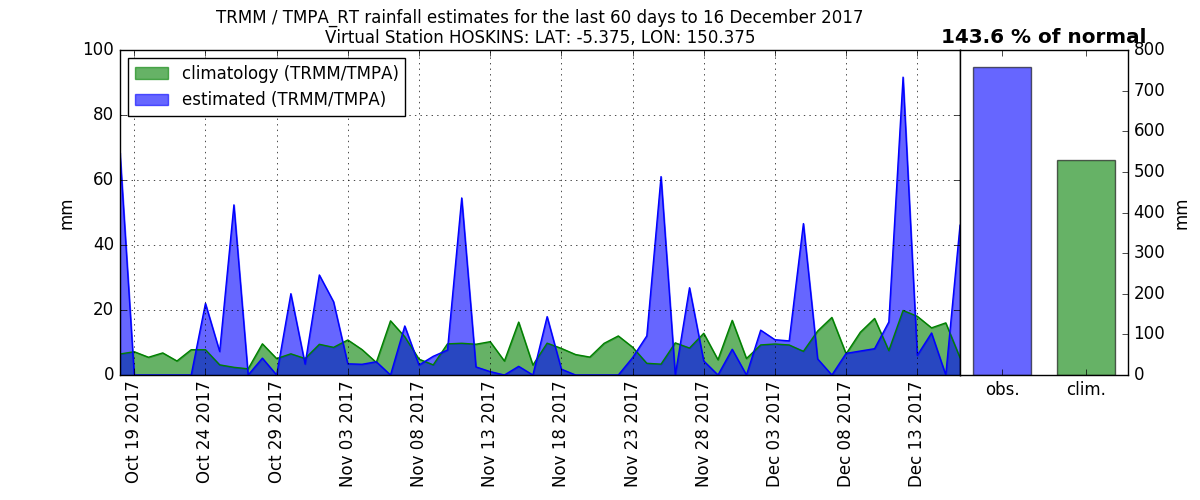 TRMM / TMPA_RT rainfall estimates for the last 60 days to 16 December 2017
Virtual Station HOSKINS: LAT: -5.375, LON: 150.375
143.6 % of normal
climatology (TRMM/TMPA)
estimated (TRMM/TMPA)
100
80
60
40
20
0
mm
Oct 19 2017
Oct 24 2017
Oct 29 2017
Nov 03 2017
Nov 08 2017
Nov 13 2017
Nov 18 2017
Nov 23 2017
Nov 28 2017
Dec 03 2017
Dec 08 2017
Dec 13 2017
obs.
clim.
800
700
600
500
400
300
200
100
0
mm